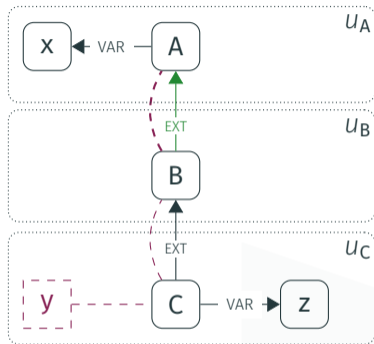 u_A
x VAR A
EXT
u_B
B
EXT
u_C
y C VAR z